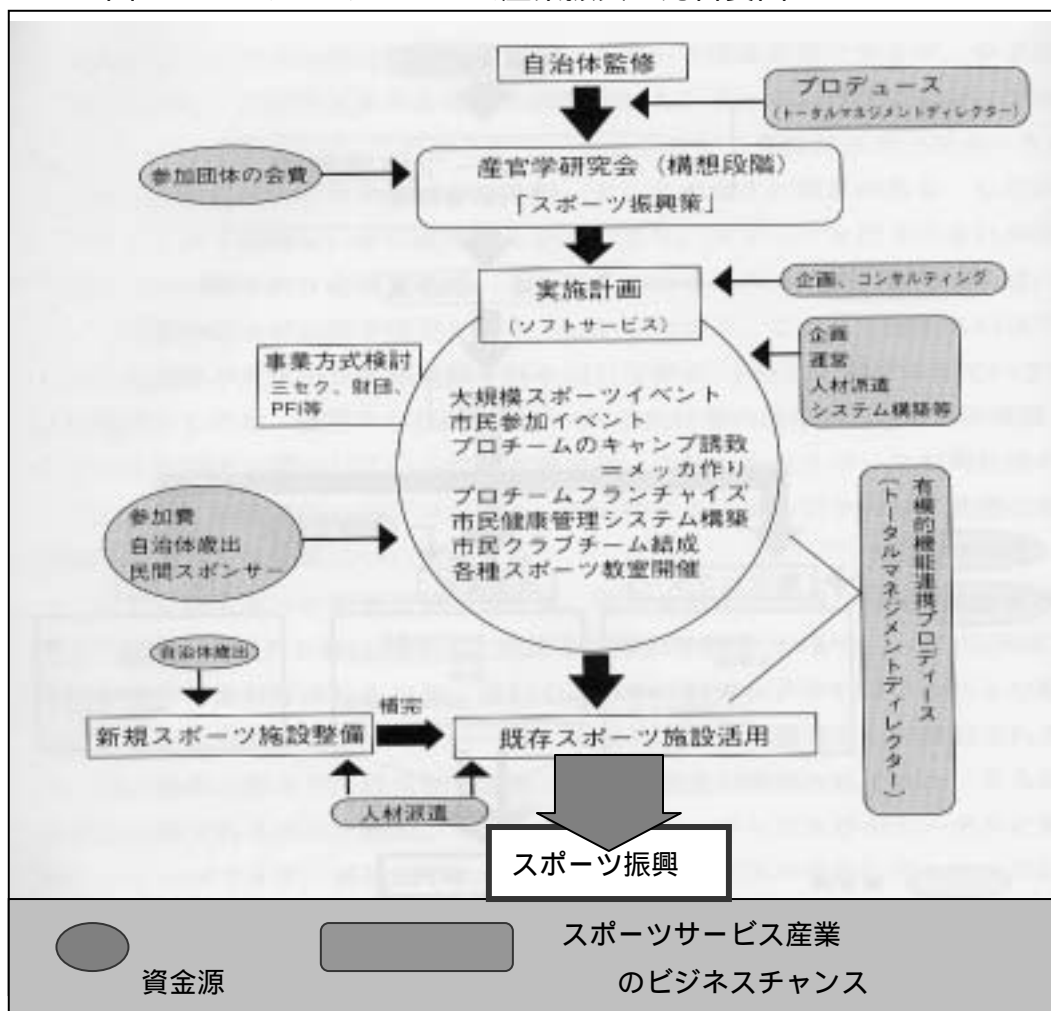 自治体監修
プロデュース
(トータルマネジメントディレクター)
産官学研究会(構想段階)
「スポーツ振興策」
参加団体の会費
実施計画
(ソフトサービス)
企画、コンサルティング
事業方式検討
三セク、財団、
PFI等
企画
運営
人材派遣
システム構築等
大規模スポーツイベント
市民参加イベント
プロチームのキャンプ誘致
=メッカ作り
プロチームフランチャイズ
市民健康管理システム構築
市民クラブチーム結成
各種スポーツ教室開催
参加費
自治体歳出
民間スポンサー
有機的機能連携プロディース
(トータルマネジメントディレクター)
自治体歳出
新規スポーツ施設整備
補完
既存スポーツ施設活用
人材派遣
スポーツ振興
資金源
スポーツサービス産業
のビジネスチャンス